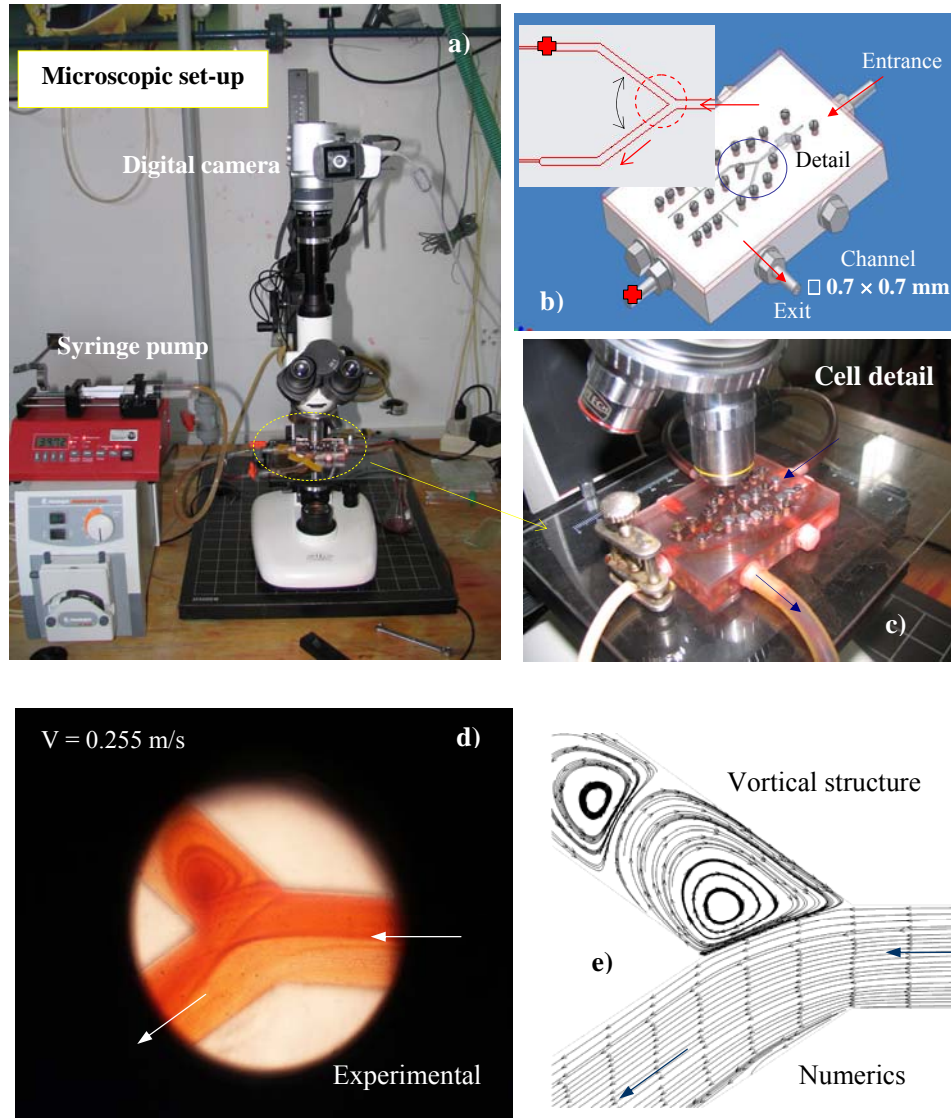 a)
Microscopic set-up
Digital camera
Syringe pump
Entrance
Detail
Channel
□ 0.7 × 0.7 mm
Exit
b)
Cell detail
c)
V = 0.255 m/s
d)
Experimental
Vortical structure
e)
Numerics